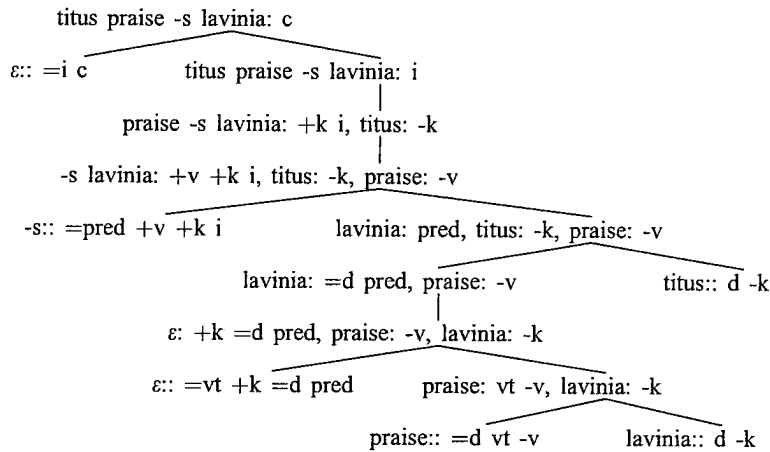 titus praise -s lavinia: c
ε:: =i c titus praise -s lavinia: i
praise -s lavinia: +k i, titus: -k
-s lavinia: +v +k i, titus: -k, praise: -v
-s:: =pred +v +k i lavinia: pred, titus: -k, praise: -v
lavinia: =d pred, praise: -v titus:: d -k
ε: +k =d pred, praise: -v, lavinia: -k
ε:: =vt +k =d pred praise: vt -v, lavinia: -k
praise:: =d vt -v lavinia:: d -k